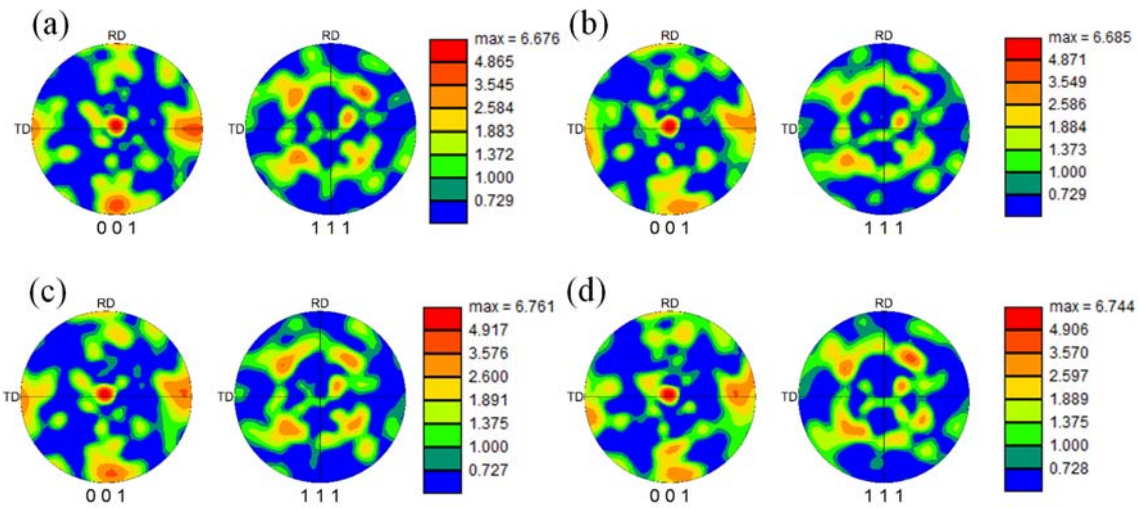 (a)
RD
TD
0 0 1
RD
1 1 1
max = 6.676
4.865
3.545
2.584
1.883
1.372
1.000
0.729
(b)
RD
TD
0 0 1
RD
1 1 1
max = 6.685
4.871
3.549
2.586
1.884
1.373
1.000
0.729
(c)
RD
TD
0 0 1
RD
1 1 1
max = 6.761
4.917
3.576
2.600
1.891
1.375
1.000
0.727
(d)
RD
TD
0 0 1
RD
1 1 1
max = 6.744
4.906
3.570
2.597
1.889
1.375
1.000
0.728